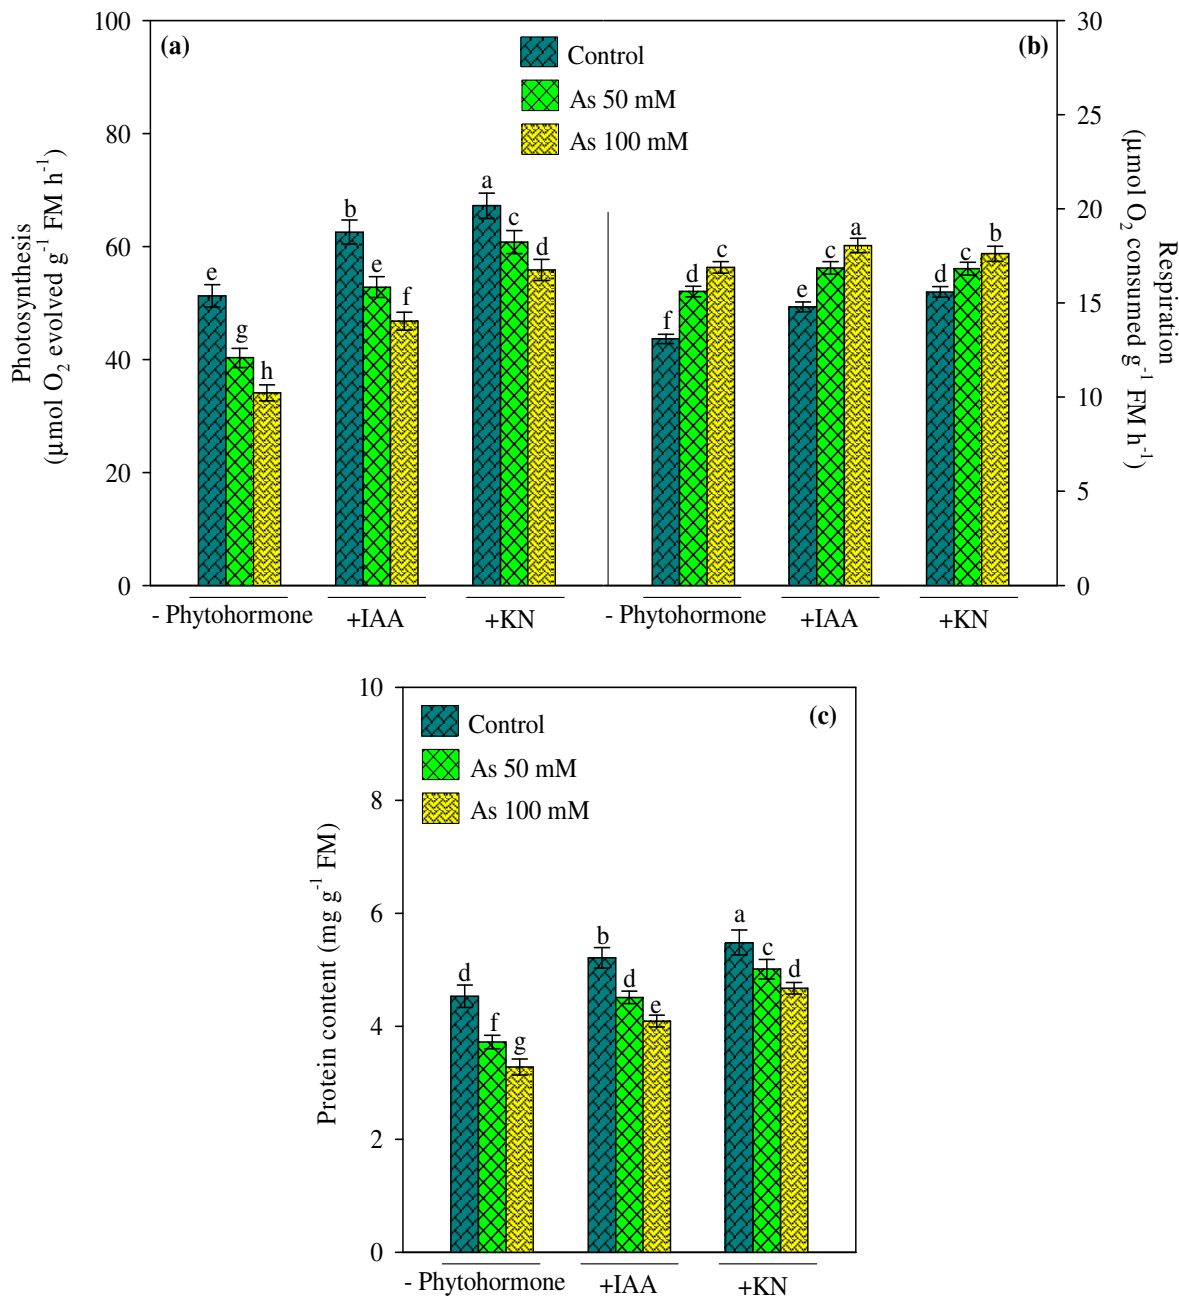 (a)
(b)
Control
As 50 mM
As 100 mM
100
80
60
40
20
0
Photosynthesis
(µmol O2 evolved g-1 FM h-1)
30
25
20
15
10
5
0
Respiration
(µmol O2 consumed g-1 FM h-1)
e
g
h
b
e
f
a
c
d
f
d
c
e
c
a
d
c
b
- Phytohormone
+IAA
+KN
- Phytohormone
+IAA
+KN
(c)
Control
As 50 mM
As 100 mM
10
8
6
4
2
0
Protein content (mg g-1 FM)
d
f
g
b
d
e
a
c
d
- Phytohormone
+IAA
+KN